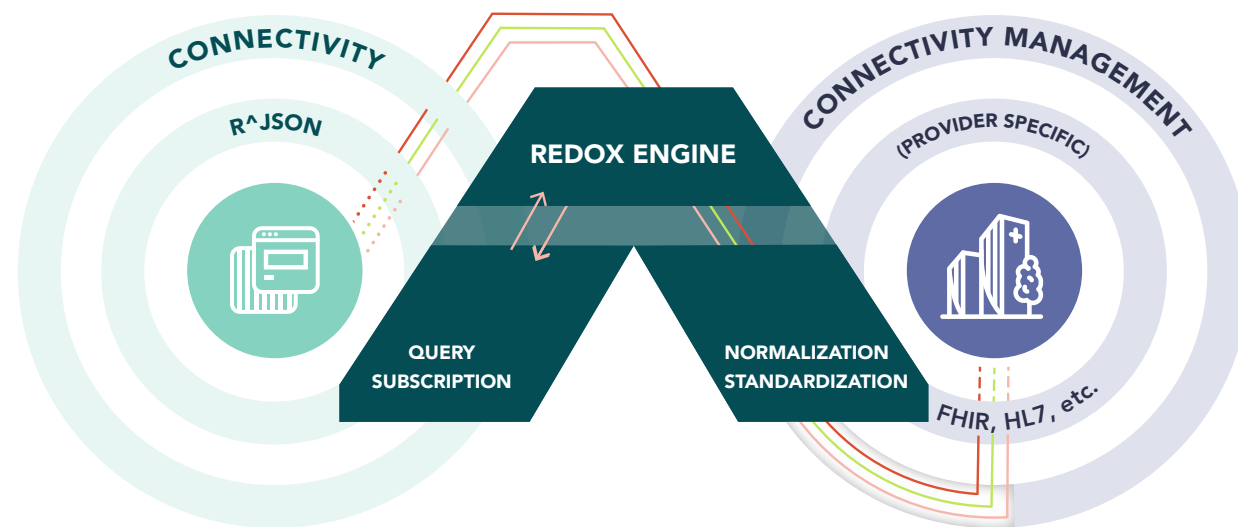 CONNECTIVITY
R^JSON
REDOX ENGINE
QUERY
SUBSCRIPTION
NORMALIZATION
STANDARDIZATION
CONNECTIVITY MANAGEMENT
(PROVIDER SPECIFIC)
FHIR, HL7, etc.